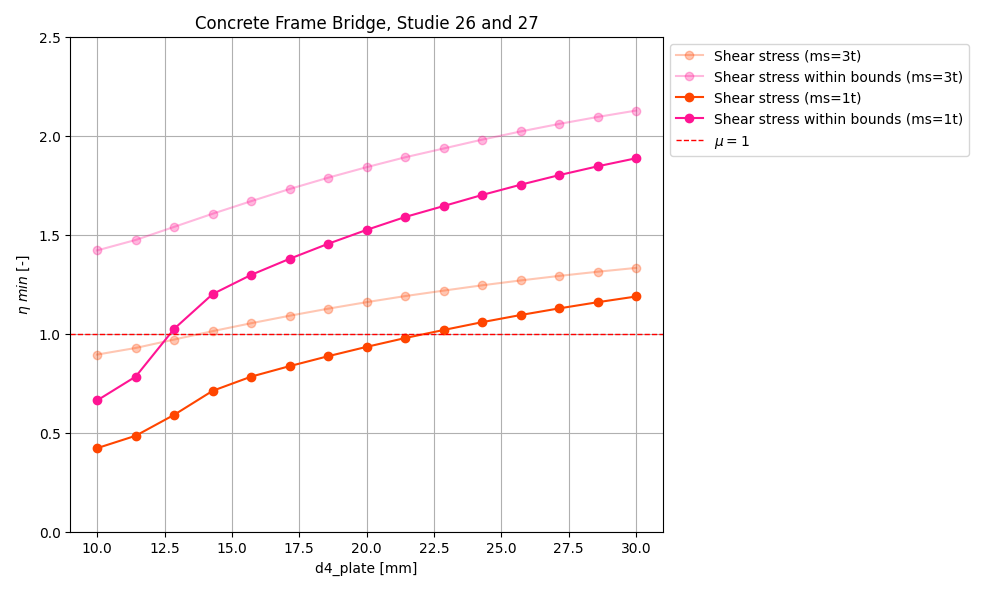 Concrete Frame Bridge, Studie 26 and 27
2.5
2.0
1.5
1.0
0.5
0.0
η min [-]
10.0 12.5 15.0 17.5 20.0 22.5 25.0 27.5 30.0
d4_plate [mm]
Shear stress (ms=3t)
Shear stress within bounds (ms=3t)
Shear stress (ms=1t)
Shear stress within bounds (ms=1t)
μ = 1